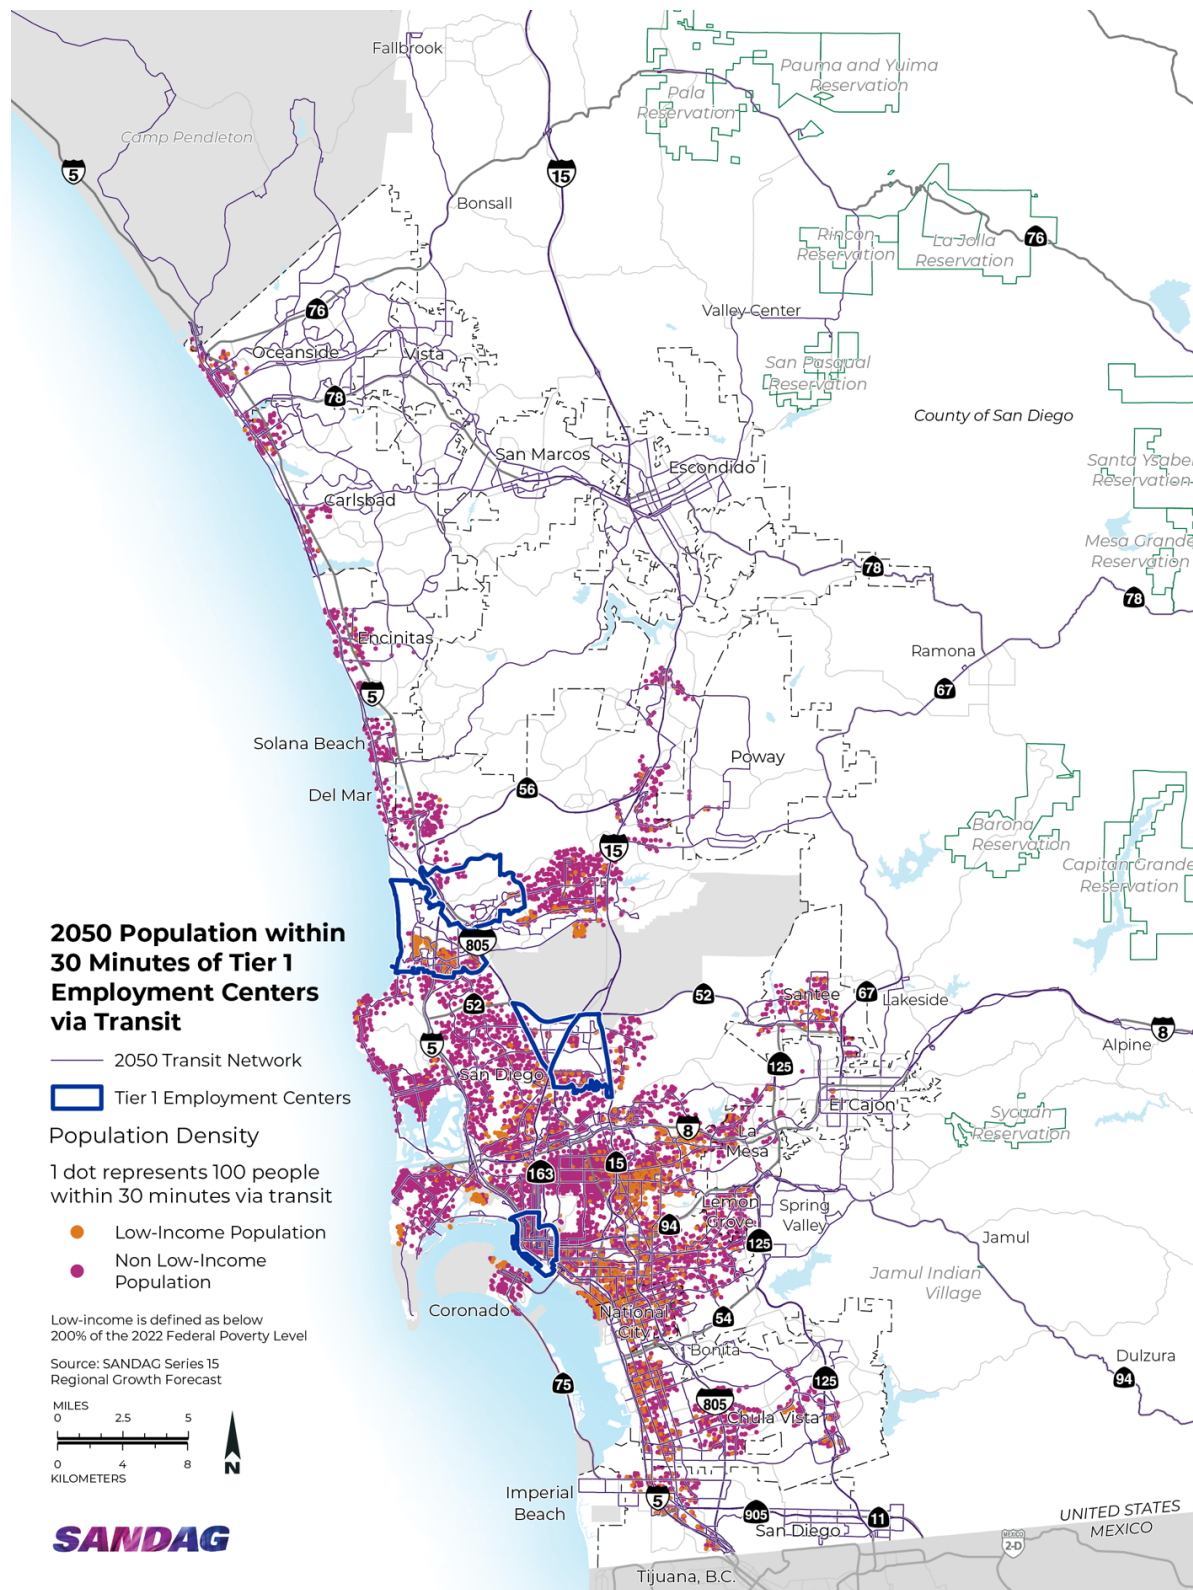 Fallbrook
Pauma and Yuima
Reservation
Pala
Reservation
Camp Pendleton
5
15
Bonsall
Rincon
Reservation
La Jolla
Reservation
76
76
Valley Center
Oceanside
Vista
San Pasqual
Reservation
78
County of San Diego
San Marcos
Escondido
Santa Ysabel
Reservation
Carlsbad
Mesa Grande
Reservation
78
78
Encinitas
Ramona
5
67
Solana Beach
Poway
Del Mar
56
Barona
Reservation
15
Capitan Grande
Reservation
2050 Population within
30 Minutes of Tier 1
Employment Centers
via Transit
805
52
52
Santee
67
Lakeside
5
8
Alpine
2050 Transit Network
San Diego
125
Tier 1 Employment Centers
El Cajon
Sycuan
Reservation
Population Density
8
La
Mesa
1 dot represents 100 people
within 30 minutes via transit
163
15
Lemon
Grove
Spring
Valley
94
125
Low-Income Population
Non Low-Income
Population
Jamul
Jamul Indian
Village
Coronado
National
City
54
Low-income is defined as below
200% of the 2022 Federal Poverty Level
Bonita
Dulzura
Source: SANDAG Series 15
Regional Growth Forecast
75
125
94
805
Chula Vista
MILES
0 2.5 5
0 4 8
KILOMETERS
N
Imperial
Beach
5
905
San Diego
11
UNITED STATES
MEXICO
MEXICO
2-D
SANDAG
Tijuana, B.C.